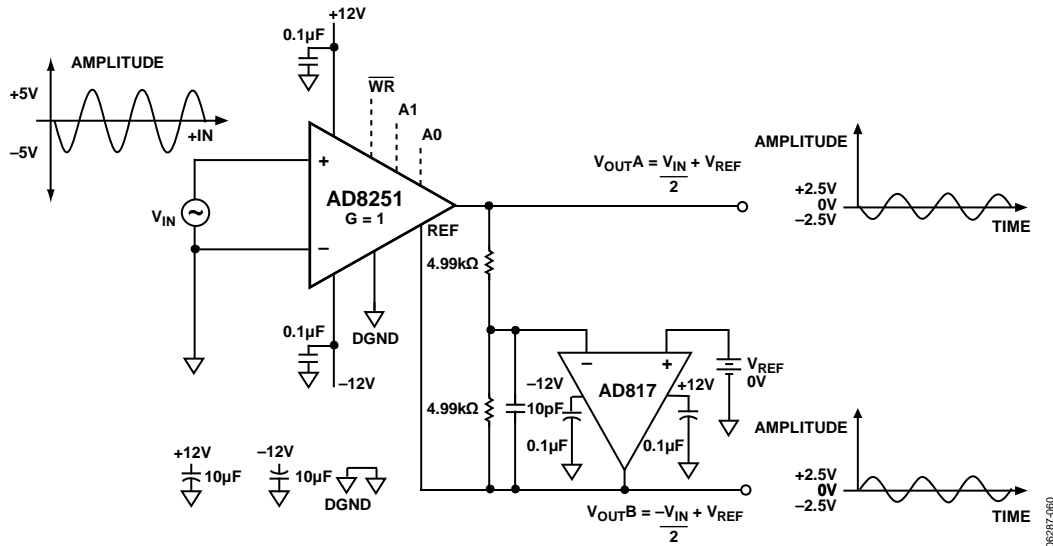 +12V
0.1µF
AMPLITUDE
+5V
–5V
+IN
WR
A1
A0
VIN
+
–
AD8251
G = 1
REF
DGND
0.1µF
–12V
VOUTA = VIN + VREF
2
AMPLITUDE
+2.5V
0V
–2.5V
TIME
4.99kΩ
4.99kΩ
–12V
10pF
0.1µF
–
+
AD817
+12V
0.1µF
VREF
0V
+12V
10µF
–12V
10µF
DGND
VOUTB = –VIN + VREF
2
AMPLITUDE
+2.5V
0V
–2.5V
TIME
06287-060